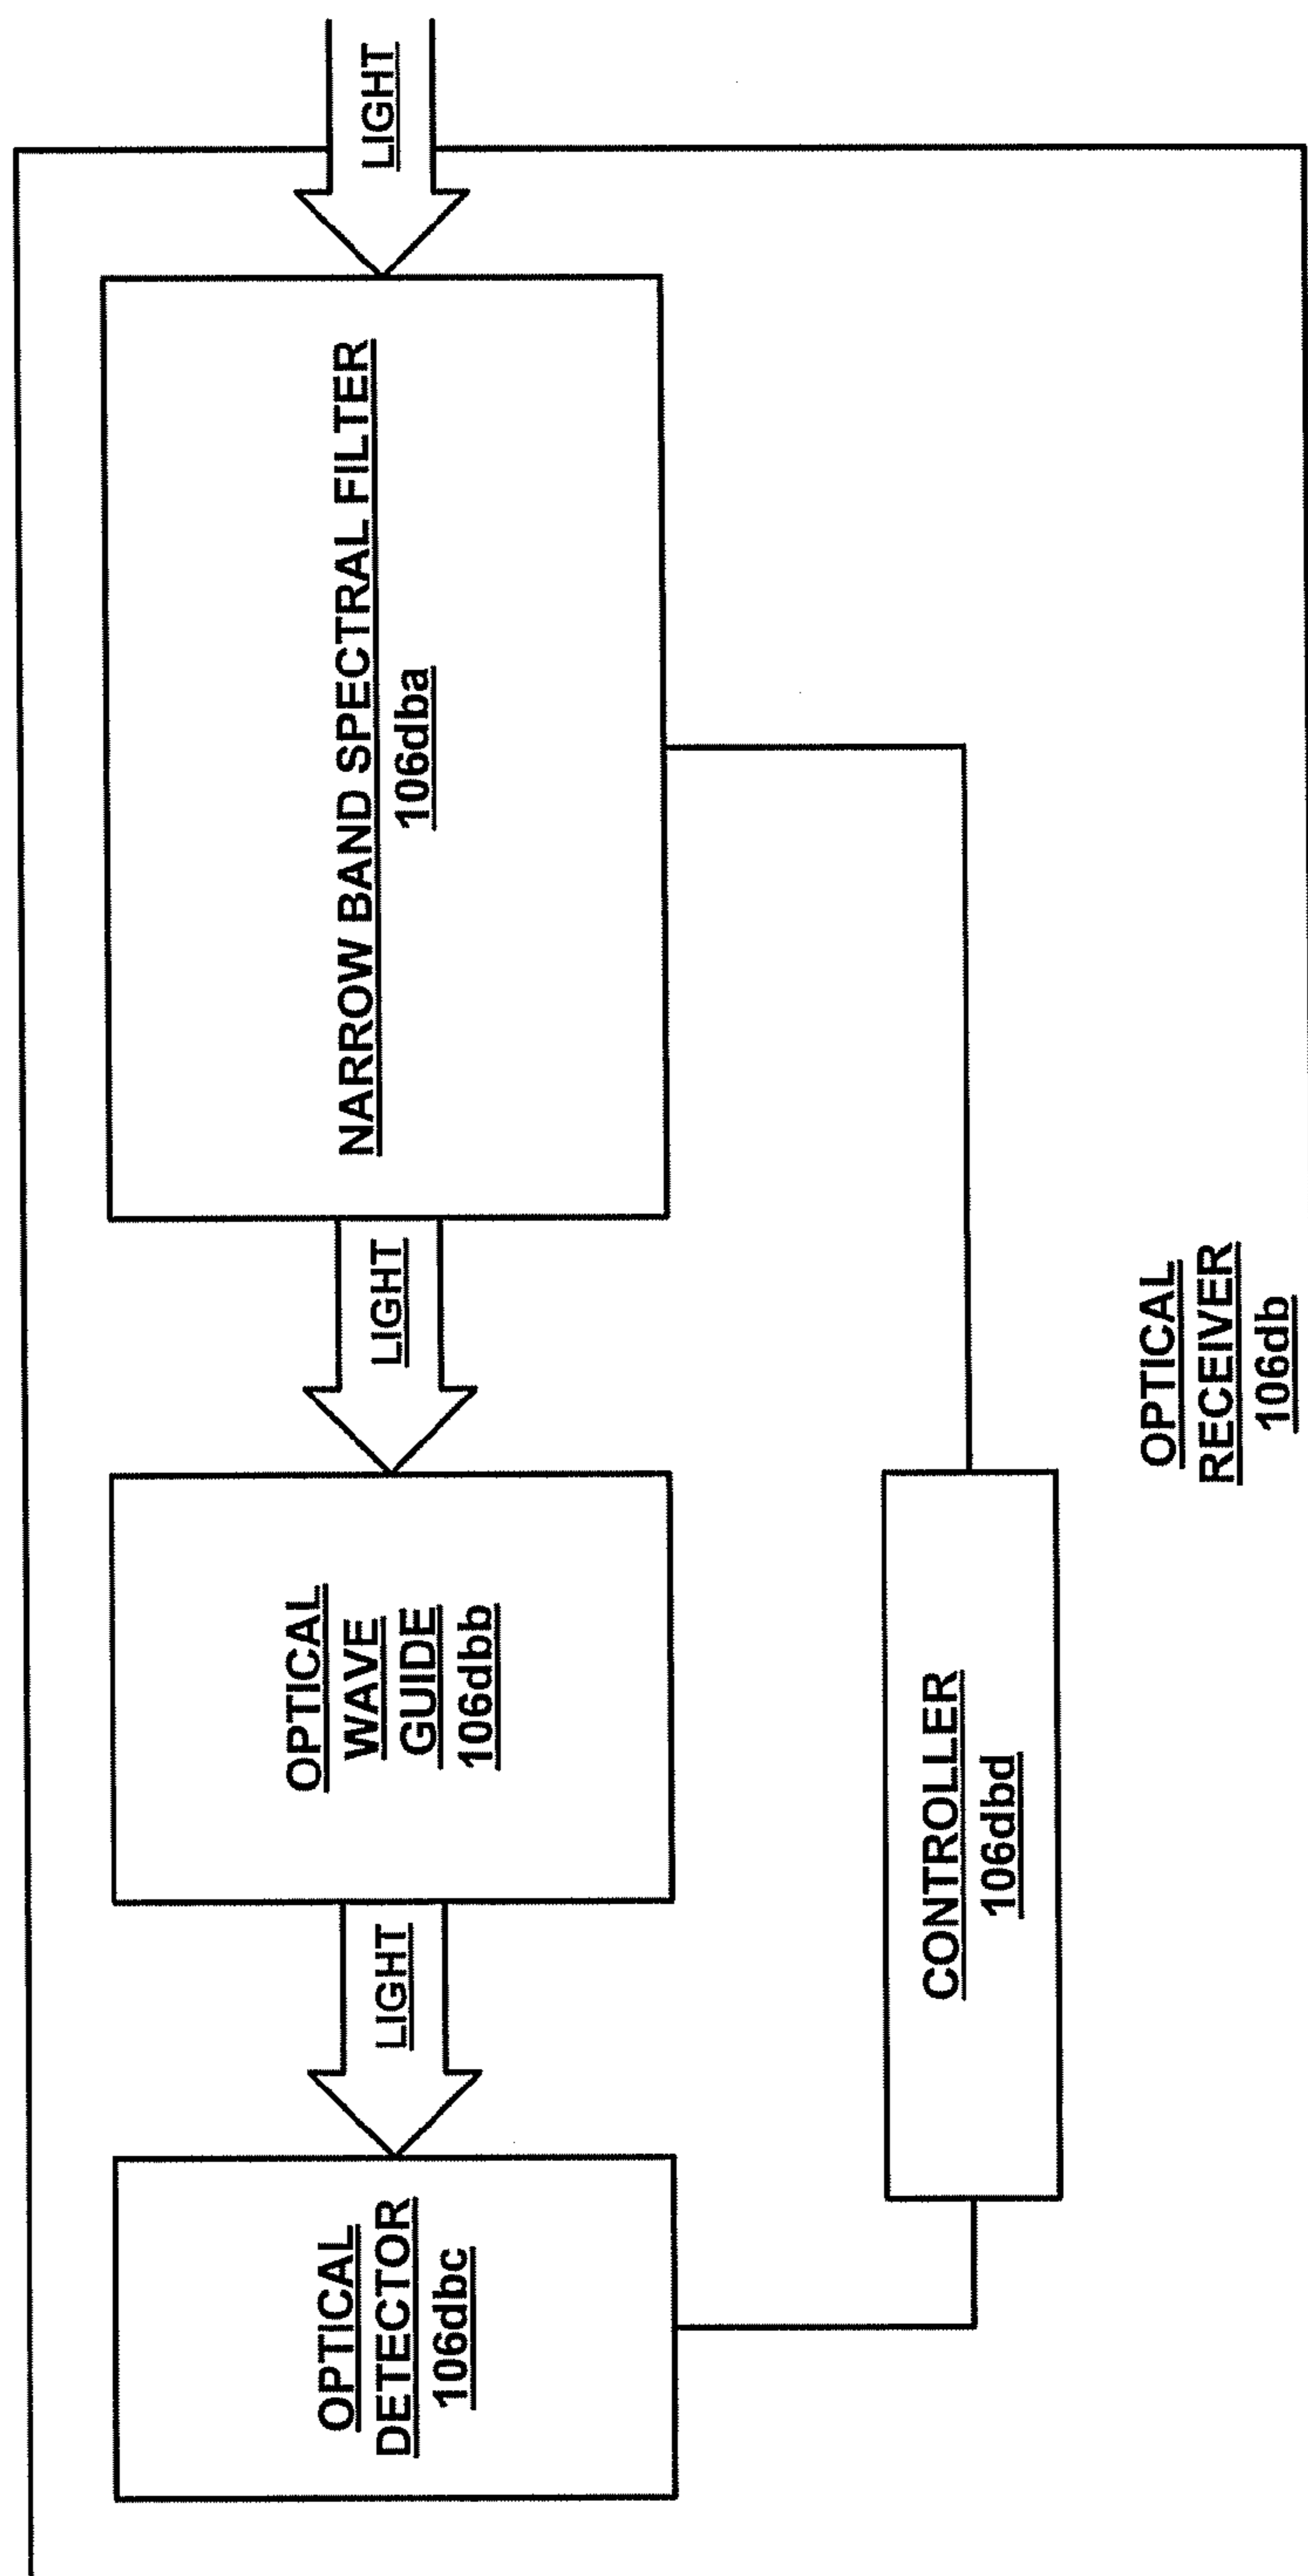 LIGHT
NARROW BAND SPECTRAL FILTER
106dba
LIGHT
OPTICAL
WAVE
GUIDE
106dbb
LIGHT
OPTICAL
DETECTOR
106dbc
CONTROLLER
106dbd
OPTICAL
RECEIVER
106db